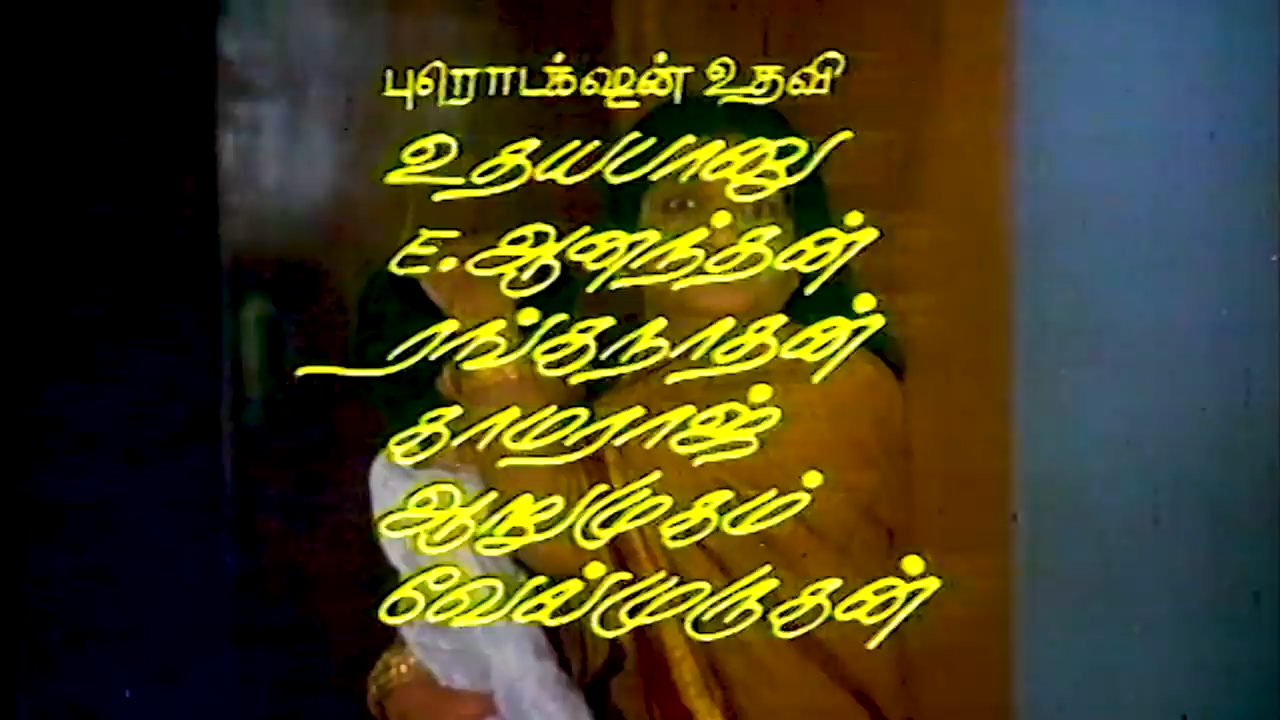 புரொடக்ஷன் உதவி
உதயபானு
E.ஆனந்தன்
ரங்கநாதன்
காமராஜ்
ஆறுமுகம்
வேல்முருகன்